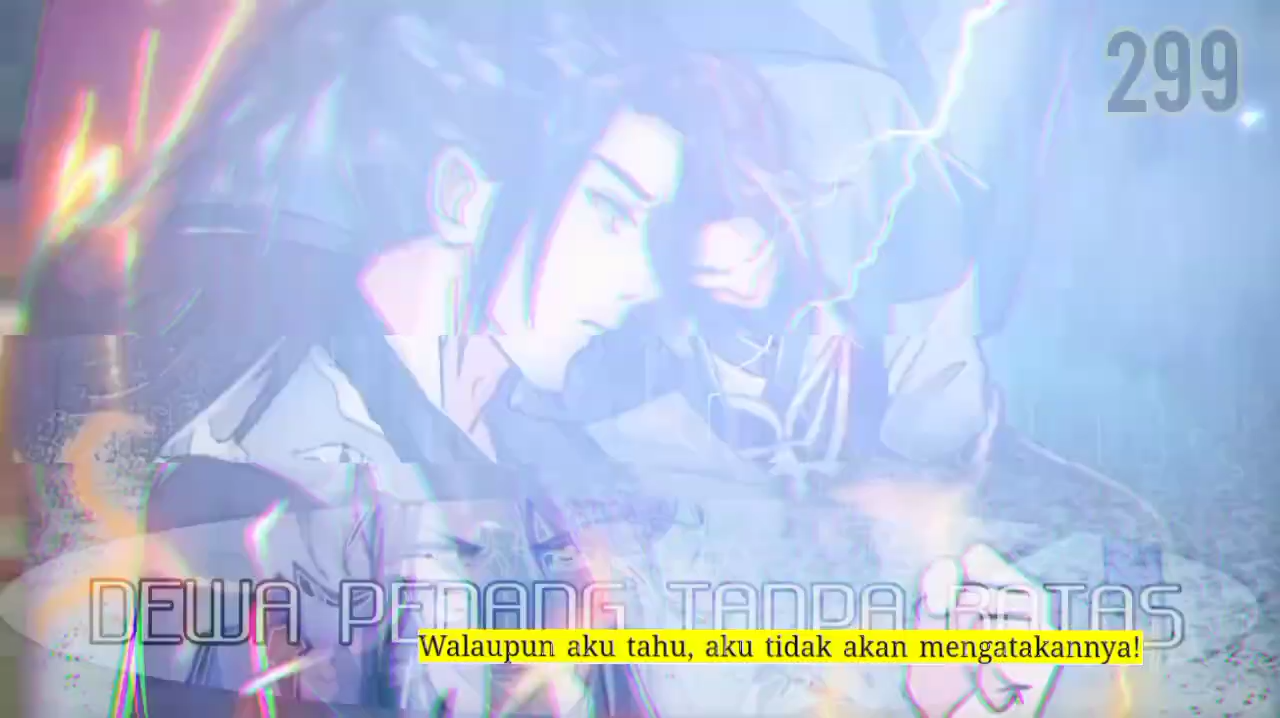 299
DEWA PEDANG TANPA BATAS
Walaupun aku tahu, aku tidak akan mengatakannya!